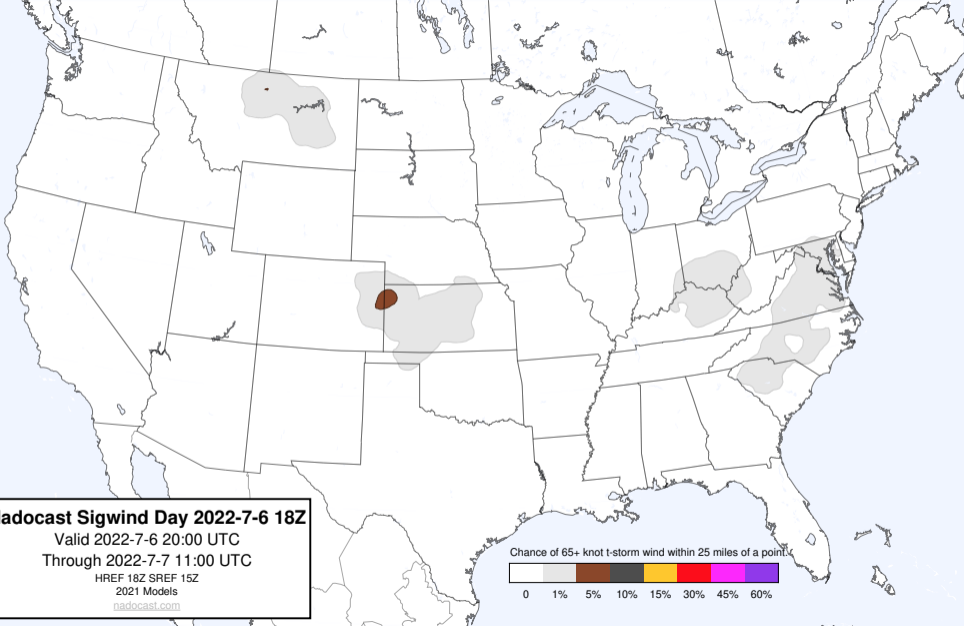 adocast Sigwind Day 2022-7-6 18Z
Valid 2022-7-6 20:00 UTC
Through 2022-7-7 11:00 UTC
HREF 18Z SREF 15Z
2021 Models
nadocast.com
Chance of 65+ knot t-storm wind within 25 miles of a point.
0 1% 5% 10% 15% 30% 45% 60%